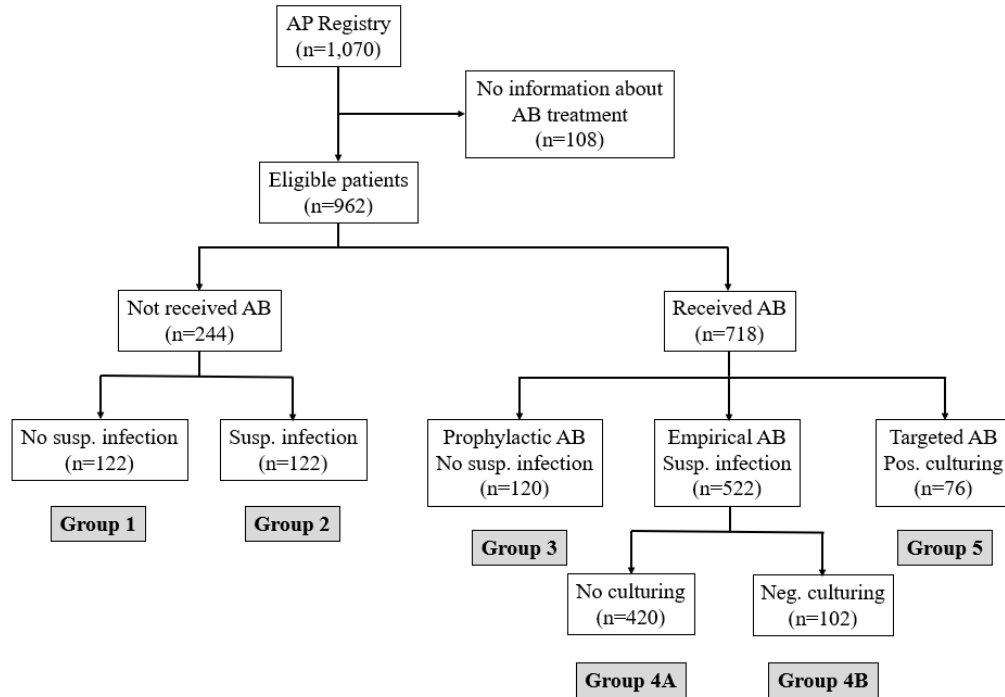 AP Registry
(n=1,070)
No information about
AB treatment
(n=108)
Eligible patients
(n=962)
Not received AB
(n=244)
Received AB
(n=718)
No susp. infection
(n=122)
Susp. infection
(n=122)
Prophylactic AB
No susp. infection
(n=120)
Empirical AB
Susp. infection
(n=522)
Targeted AB
Pos. culturing
(n=76)
Group 1
Group 2
Group 3
Group 5
No culturing
(n=420)
Neg. culturing
(n=102)
Group 4A
Group 4B